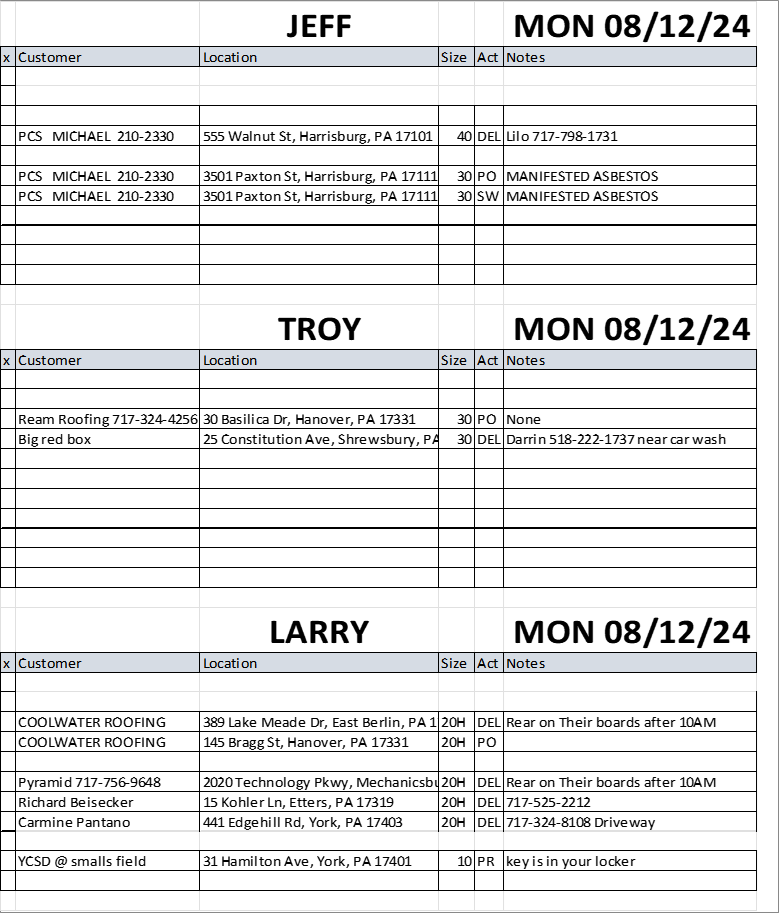 JEFF MON 08/12/24
x Customer Location Size Act Notes
PCS MICHAEL 210-2330 555 Walnut St, Harrisburg, PA 17101 40 DEL Lilo 717-798-1731
PCS MICHAEL 210-2330 3501 Paxton St, Harrisburg, PA 17111 30 PO MANIFESTED ASBESTOS
PCS MICHAEL 210-2330 3501 Paxton St, Harrisburg, PA 17111 30 SW MANIFESTED ASBESTOS
TROY MON 08/12/24
x Customer Location Size Act Notes
Ream Roofing 717-324-4256 30 Basilica Dr, Hanover, PA 17331 30 PO None
Big red box 25 Constitution Ave, Shrewsbury, PA 30 DEL Darrin 518-222-1737 near car wash
LARRY MON 08/12/24
x Customer Location Size Act Notes
COOLWATER ROOFING 389 Lake Meade Dr, East Berlin, PA 1 20H DEL Rear on Their boards after 10AM
COOLWATER ROOFING 145 Bragg St, Hanover, PA 17331 20H PO
Pyramid 717-756-9648 2020 Technology Pkwy, Mechanicsbu 20H DEL Rear on Their boards after 10AM
Richard Beisecker 15 Kohler Ln, Etters, PA 17319 20H DEL 717-525-2212
Carmine Pantano 441 Edgehill Rd, York, PA 17403 20H DEL 717-324-8108 Driveway
YCSD @ smalls field 31 Hamilton Ave, York, PA 17401 10 PR key is in your locker